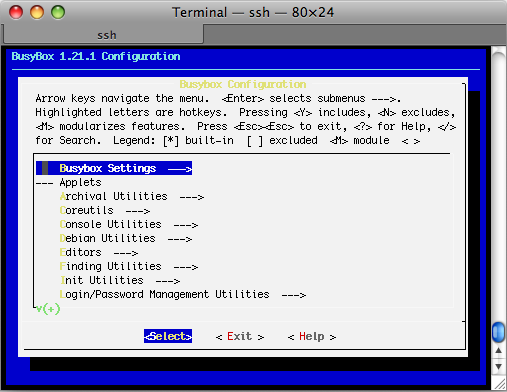 Terminal — ssh — 80×24
ssh
BusyBox 1.21.1 Configuration
Busybox Configuration
Arrow keys navigate the menu.  <Enter> selects submenus --->.
Highlighted letters are hotkeys.  Pressing <Y> includes, <N> excludes,
<M> modularizes features.  Press <Esc><Esc> to exit, <?> for Help, </>
for Search.  Legend: [*] built-in  [ ] excluded  <M> module  < >
Busybox Settings  --->
--- Applets
Archival Utilities  --->
Coreutils  --->
Console Utilities  --->
Debian Utilities  --->
Editors  --->
Finding Utilities  --->
Init Utilities  --->
Login/Password Management Utilities  --->
v(+)
<Select>    < Exit >    < Help >